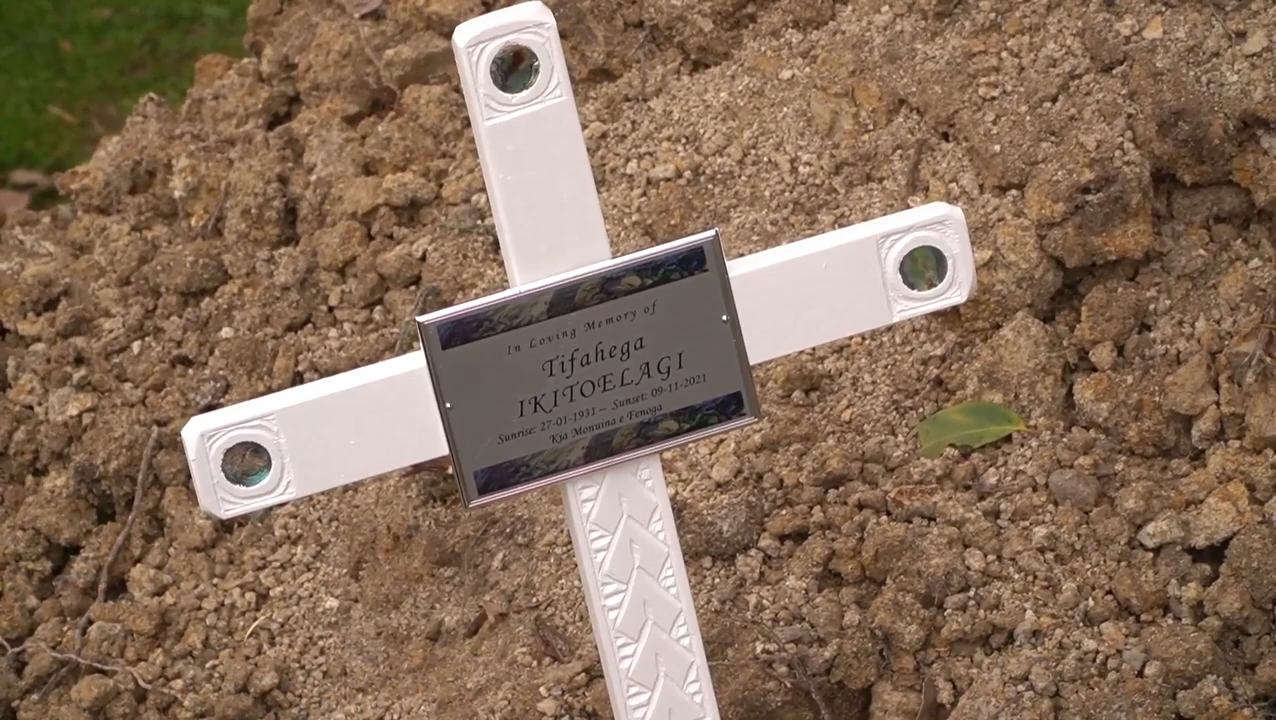 In Loving Memory of
Tifahega
IKITOELAGI
Sunrise: 27-01-1931 – Sunset: 09-11-2021
Kia Monuina e Fenoga